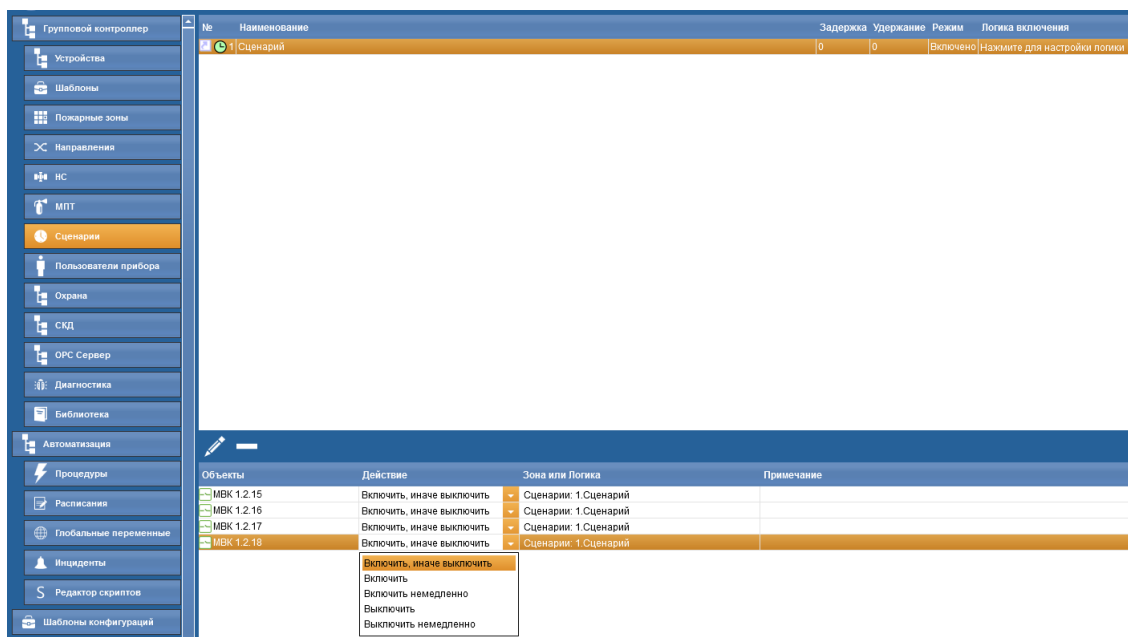 Групповой контроллер
Устройства
Шаблоны
Пожарные зоны
Направления
НС
МПТ
Сценарии
Пользователи прибора
Охрана
СКД
OPC Сервер
Диагностика
Библиотека
Автоматизация
Процедуры
Расписания
Глобальные переменные
Инциденты
Редактор скриптов
Шаблоны конфигураций
№ Наименование Задержка Удержание Режим Логика включения
1 Сценарий 0 0 Включено Нажмите для настройки логики
Объекты Действие Зона или Логика Примечание
МВК 1.2.15 Включить, иначе выключить Сценарии: 1.Сценарий
МВК 1.2.16 Включить, иначе выключить Сценарии: 1.Сценарий
МВК 1.2.17 Включить, иначе выключить Сценарии: 1.Сценарий
МВК 1.2.18 Включить, иначе выключить Сценарии: 1.Сценарий
Включить, иначе выключить
Включить
Включить немедленно
Выключить
Выключить немедленно